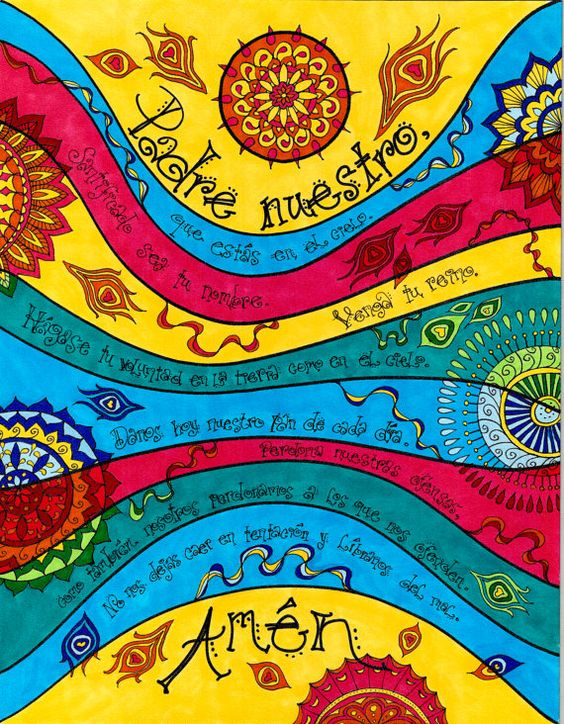 Padre nuestro,
que estás en el cielo.
Santificado sea tu nombre.
Venga tu reino.
Hágase tu voluntad en la tierra como en el cielo.
Danos hoy nuestro Pan de cada día.
Perdona nuestras ofensas,
como también nosotros perdonamos a los que nos ofenden.
No nos dejes caer en tentación y Líbranos del mal.
Amén